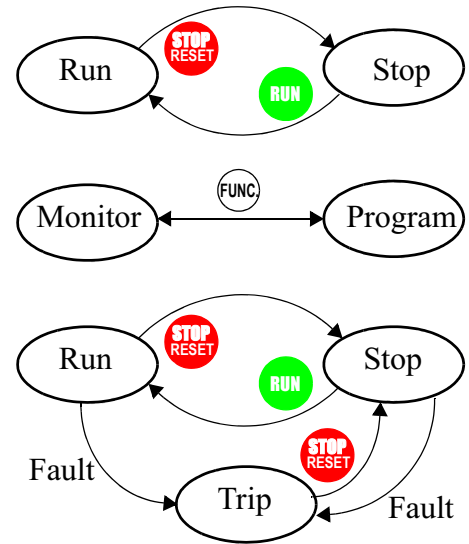 STOP
RESET
Run
Stop
RUN
FUNC.
Monitor
Program
STOP
RESET
Run
Stop
RUN
STOP
RESET
Fault
Trip
Fault